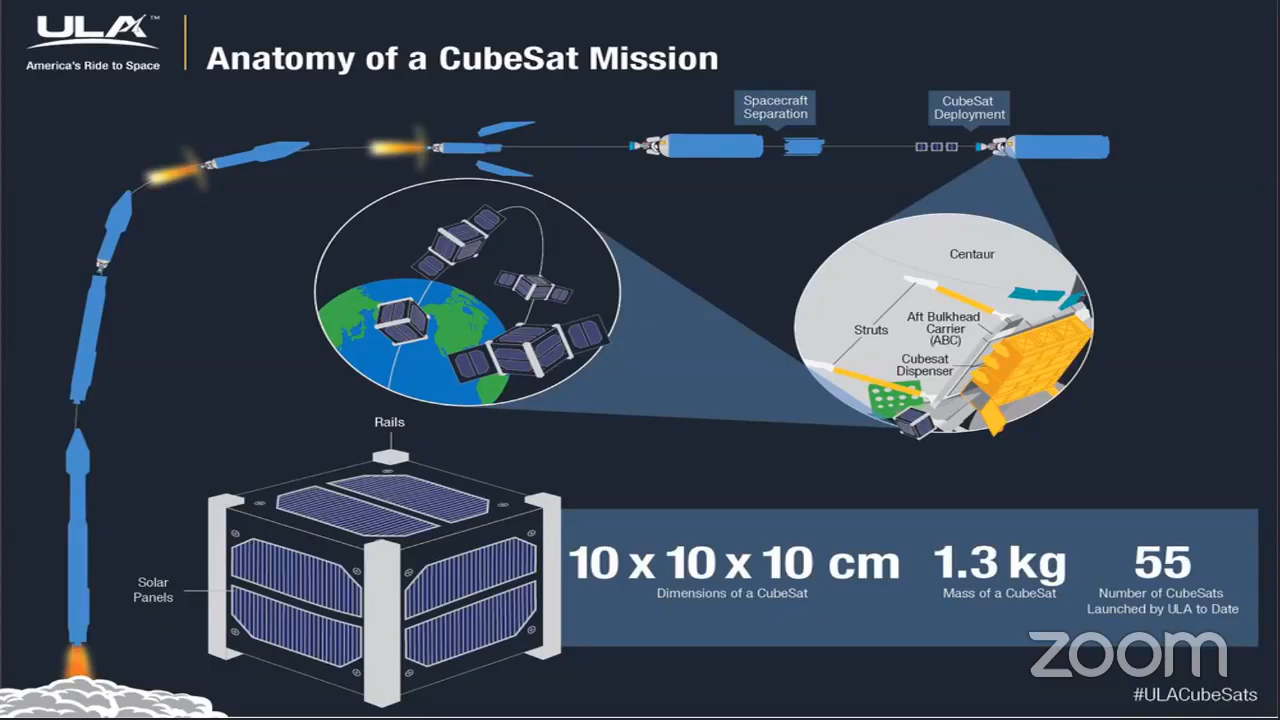 ULA™
America's Ride to Space
Anatomy of a CubeSat Mission
Spacecraft
Separation
CubeSat
Deployment
Centaur
Struts
Aft Bulkhead
Carrier
(ABC)
Cubesat
Dispenser
Rails
Solar
Panels
10 x 10 x 10 cm
Dimensions of a CubeSat
1.3 kg
Mass of a CubeSat
55
Number of CubeSats
Launched by ULA to Date
zoom
#ULACubeSats